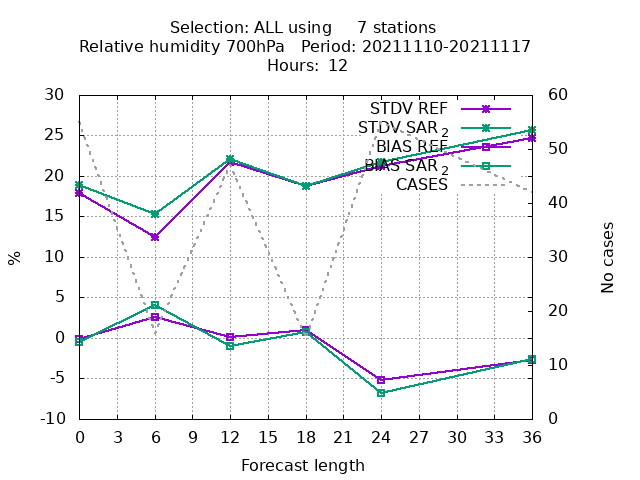 Selection: ALL using 7 stations
Relative humidity 700hPa Period: 20211110-20211117
Hours: 12
30
25
20
15
10
5
0
-5
-10
%
60
50
40
30
20
10
0
No cases
STDV REF
STDV SAR 2
BIAS REF
BIAS SAR 2
CASES
0 3 6 9 12 15 18 21 24 27 30 33 36
Forecast length